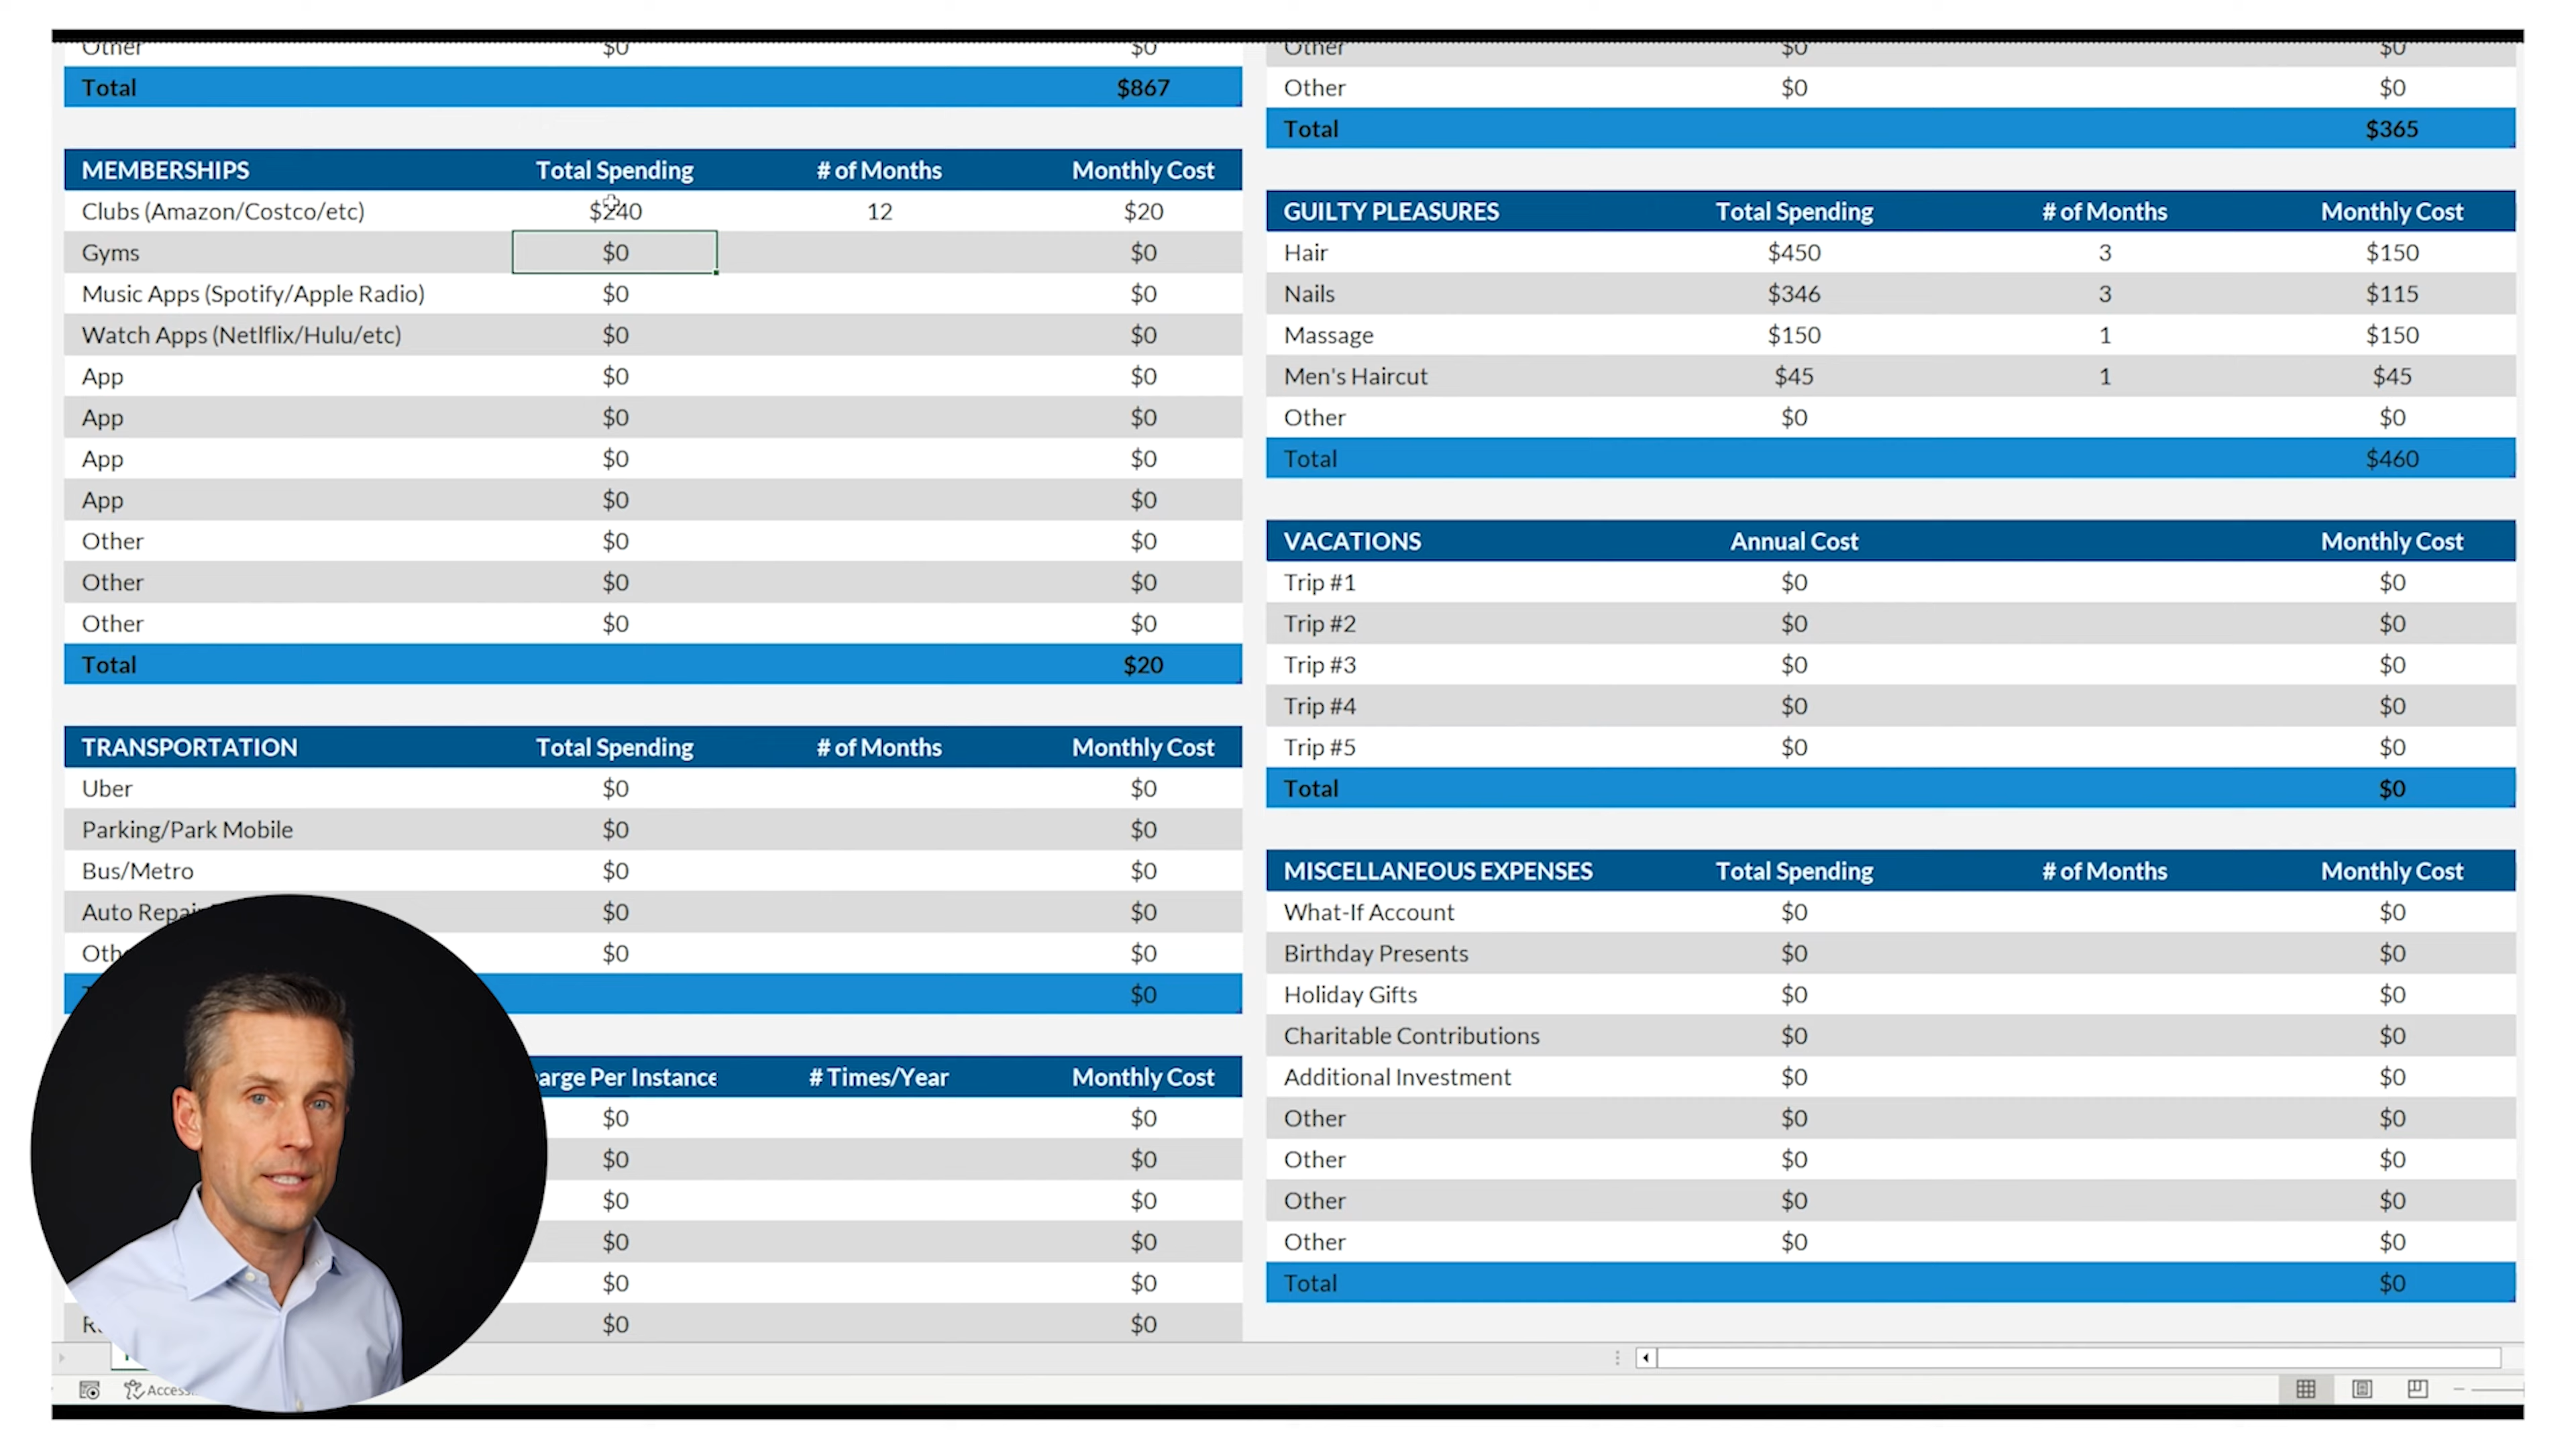 Other $0 $0
Total $867
MEMBERSHIPS Total Spending # of Months Monthly Cost
Clubs (Amazon/Costco/etc) $240 12 $20
Gyms $0 $0
Music Apps (Spotify/Apple Radio) $0 $0
Watch Apps (Netlflix/Hulu/etc) $0 $0
App $0 $0
App $0 $0
App $0 $0
App $0 $0
Other $0 $0
Other $0 $0
Other $0 $0
Total $20
TRANSPORTATION Total Spending # of Months Monthly Cost
Uber $0 $0
Parking/Park Mobile $0 $0
Bus/Metro $0 $0
Auto Repair $0 $0
Oth $0 $0
$0
arge Per Instance # Times/Year Monthly Cost
$0 $0
$0 $0
$0 $0
$0 $0
$0 $0
R $0 $0
Other $0 $0
Other $0 $0
Total $365
GUILTY PLEASURES Total Spending # of Months Monthly Cost
Hair $450 3 $150
Nails $346 3 $115
Massage $150 1 $150
Men's Haircut $45 1 $45
Other $0 $0
Total $460
VACATIONS Annual Cost Monthly Cost
Trip #1 $0 $0
Trip #2 $0 $0
Trip #3 $0 $0
Trip #4 $0 $0
Trip #5 $0 $0
Total $0
MISCELLANEOUS EXPENSES Total Spending # of Months Monthly Cost
What-If Account $0 $0
Birthday Presents $0 $0
Holiday Gifts $0 $0
Charitable Contributions $0 $0
Additional Investment $0 $0
Other $0 $0
Other $0 $0
Other $0 $0
Other $0 $0
Total $0
Access